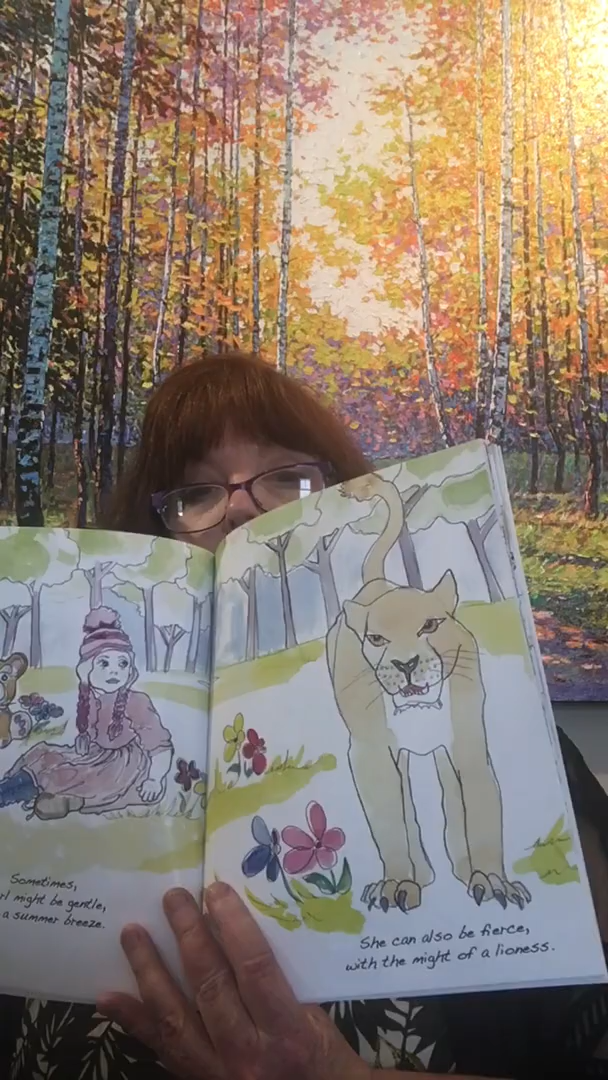 Sometimes,
might be gentle,
a summer breeze.
She can also be fierce,
with the might of a lioness.